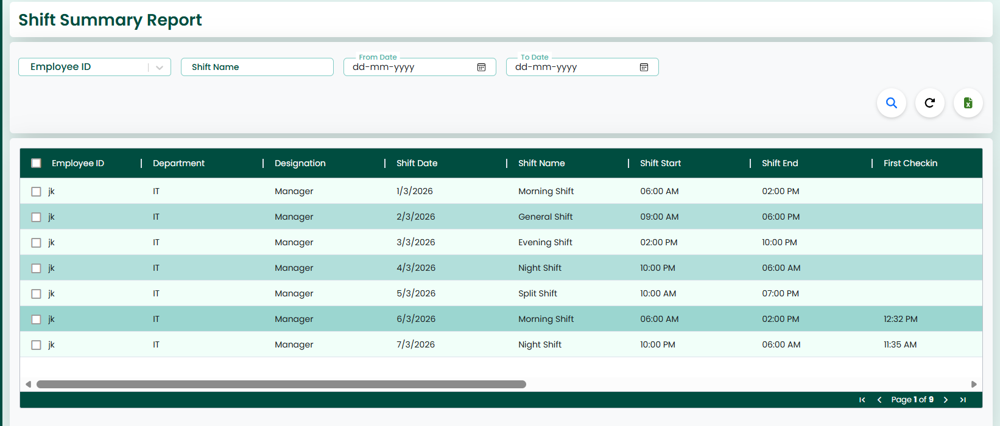 Shift Summary Report
From Date To Date
Employee ID Shift Name dd-mm-yyyy dd-mm-yyyy
Employee ID Department Designation Shift Date Shift Name Shift Start Shift End First Checkin
jk IT Manager 1/3/2026 Morning Shift 06:00 AM 02:00 PM
jk IT Manager 2/3/2026 General Shift 09:00 AM 06:00 PM
jk IT Manager 3/3/2026 Evening Shift 02:00 PM 10:00 PM
jk IT Manager 4/3/2026 Night Shift 10:00 PM 06:00 AM
jk IT Manager 5/3/2026 Split Shift 10:00 AM 07:00 PM
jk IT Manager 6/3/2026 Morning Shift 06:00 AM 02:00 PM 12:32 PM
jk IT Manager 7/3/2026 Night Shift 10:00 PM 06:00 AM 11:35 AM
Page 1 of 9